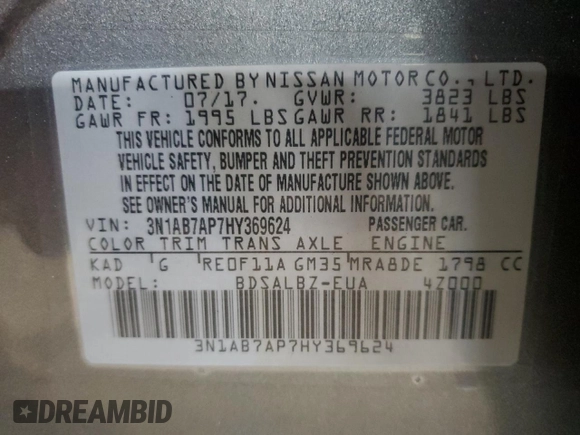 MANUFACTURED BY NISSAN MOTOR CO., LTD.
DATE: 07/17. GVWR: 3823 LBS
GAWR FR: 1995 LBS GAWR RR: 1841 LBS
THIS VEHICLE CONFORMS TO ALL APPLICABLE FEDERAL MOTOR
VEHICLE SAFETY, BUMPER AND THEFT PREVENTION STANDARDS
IN EFFECT ON THE DATE OF MANUFACTURE SHOWN ABOVE.
SEE OWNER'S MANUAL FOR ADDITIONAL INFORMATION.
VIN: 3N1AB7AP7HY369624 PASSENGER CAR.
COLOR TRIM TRANS AXLE ENGINE
KAD G RE0F11A GM35 MRA8DE 1798 CC
MODEL: BDSALBZ-EUA 4Z000
3N1AB7AP7HY369624
DREAMBID